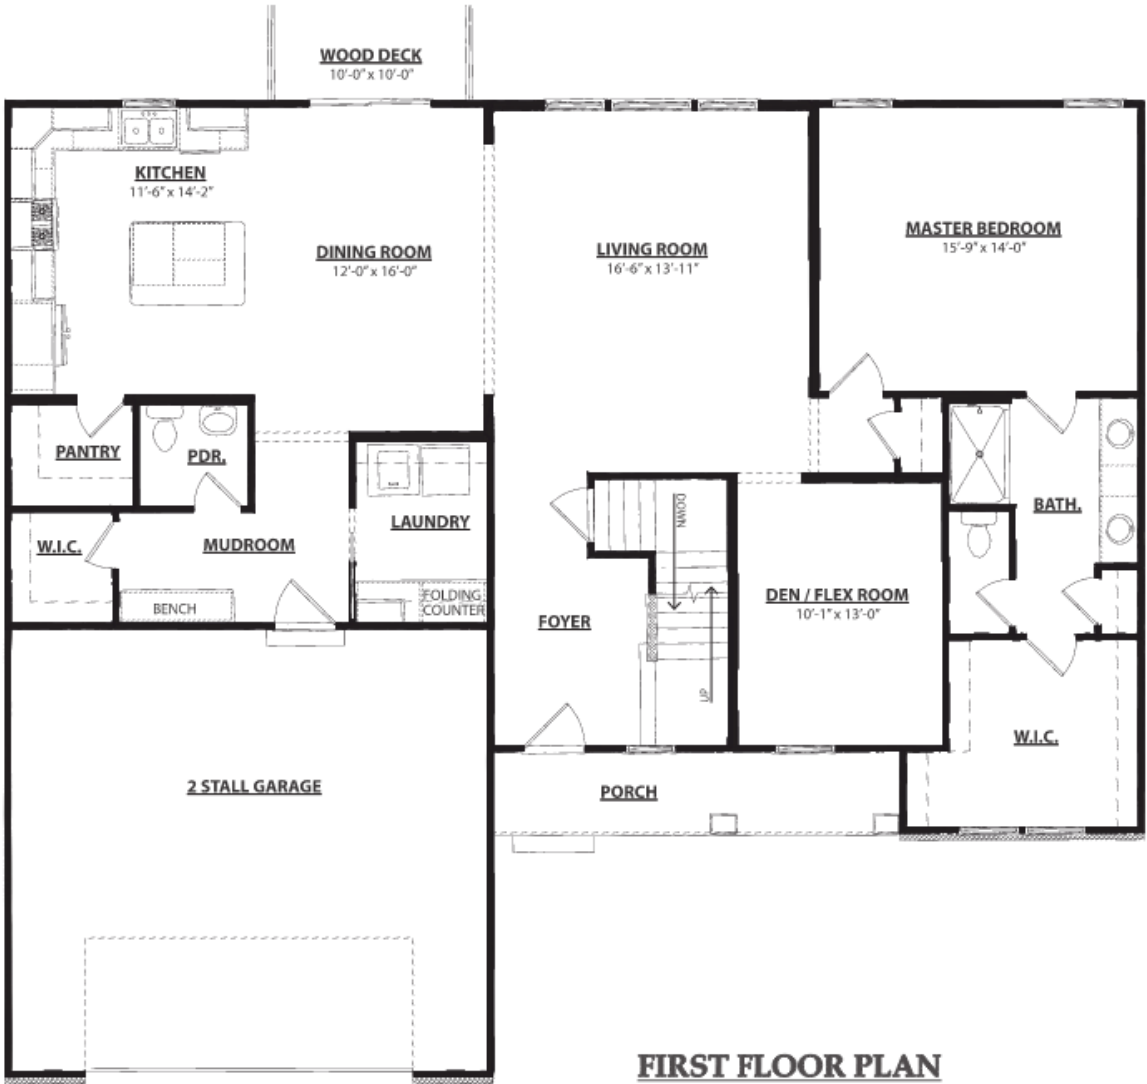 WOOD DECK
10'-0" x 10'-0"
KITCHEN
11'-6" x 14'-2"
DINING ROOM
12'-0" x 16'-0"
LIVING ROOM
16'-6" x 13'-11"
MASTER BEDROOM
15'-9" x 14'-0"
PANTRY
PDR.
LAUNDRY
DOWN
BATH.
W.I.C.
MUDROOM
BENCH
FOLDING
COUNTER
FOYER
DEN / FLEX ROOM
10'-1" x 13'-0"
UP
W.I.C.
2 STALL GARAGE
PORCH
FIRST FLOOR PLAN